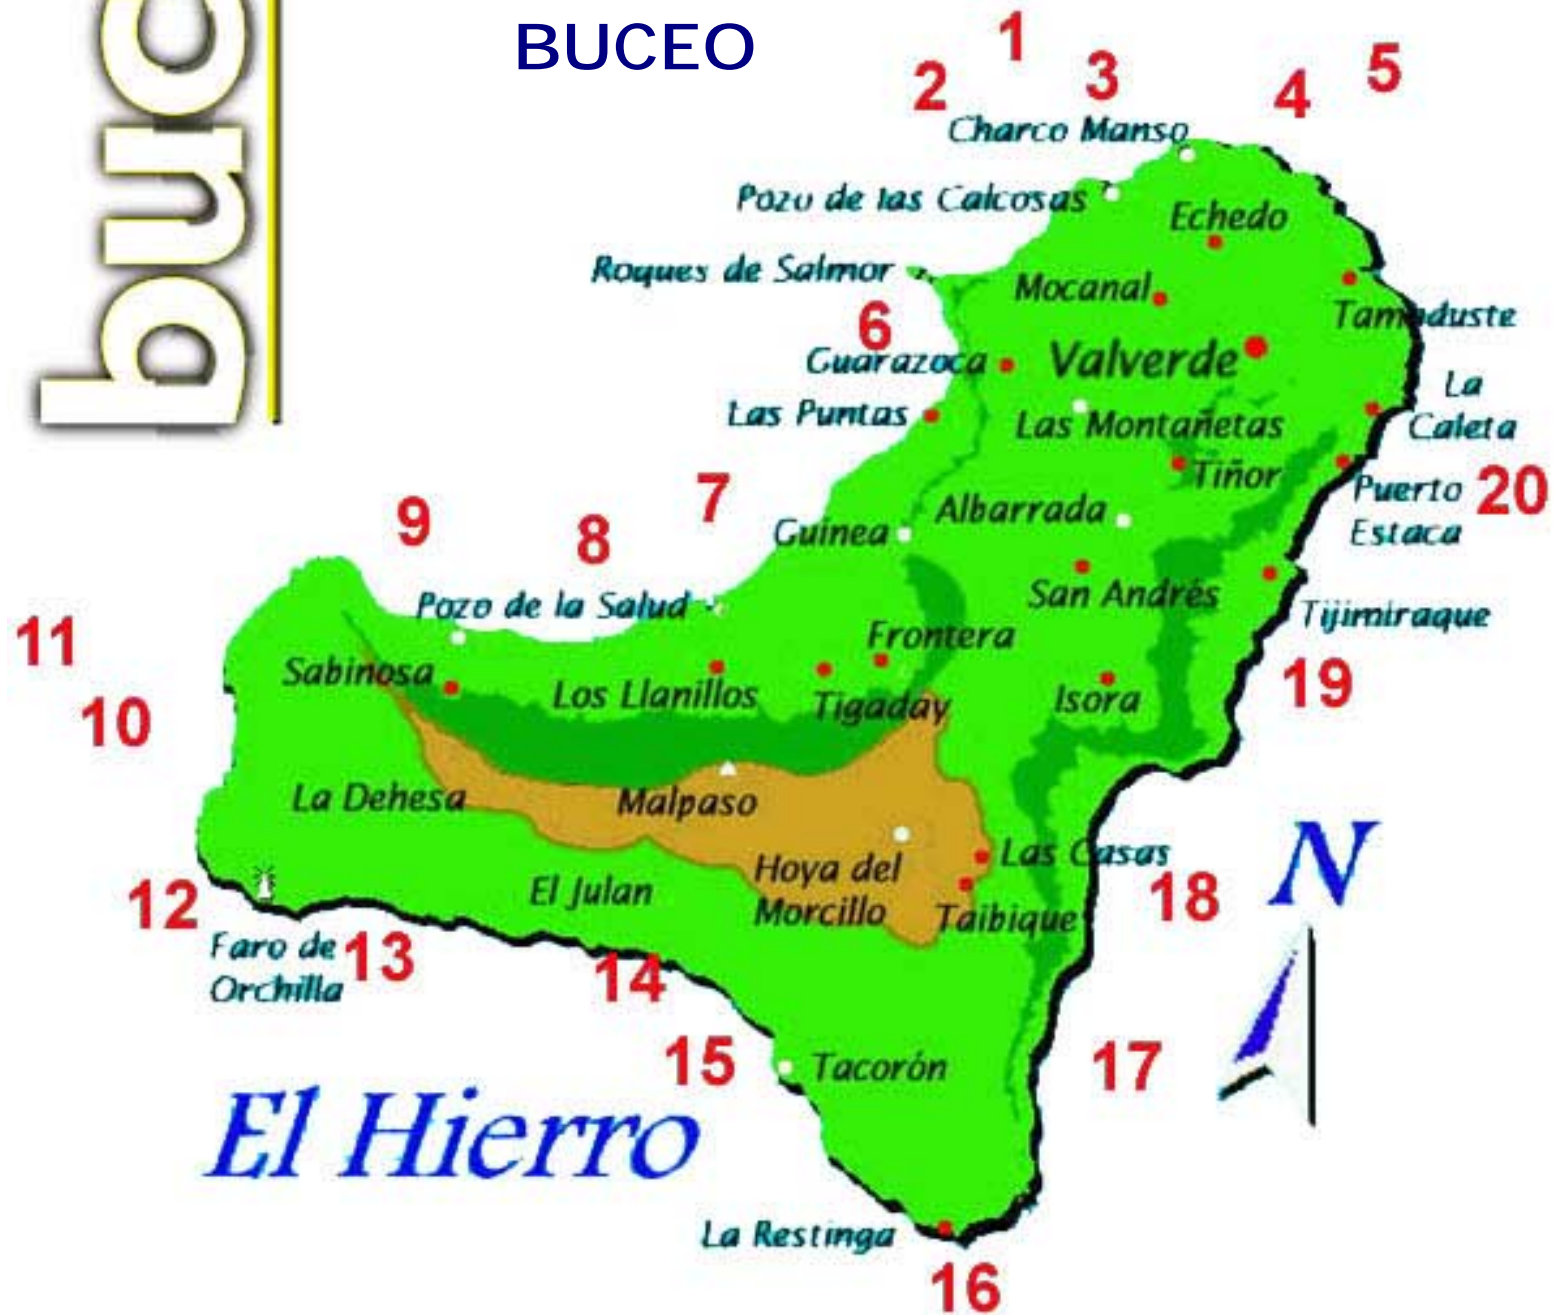 buc
BUCEO
1
2
3
4
5
Charco Manso
Pozo de las Calcosas
Echedo
Roques de Salmor
Mocanal
Tamaduste
6
Guarazoca
Valverde
La
Caleta
Las Puntas
Las Montañetas
Tiñor
Puerto
Estaca
20
7
9
8
Albarrada
Guinea
San Andrés
Tijimiraque
Pozo de la Salud
11
Frontera
Sabinosa
Los Llanillos
Tigaday
Isora
19
10
La Dehesa
Malpaso
N
Las Casas
Hoya del
Morcillo
El Julan
Taibique
18
12
Faro de
Orchilla
13
14
15
Tacorón
17
El Hierro
La Restinga
16